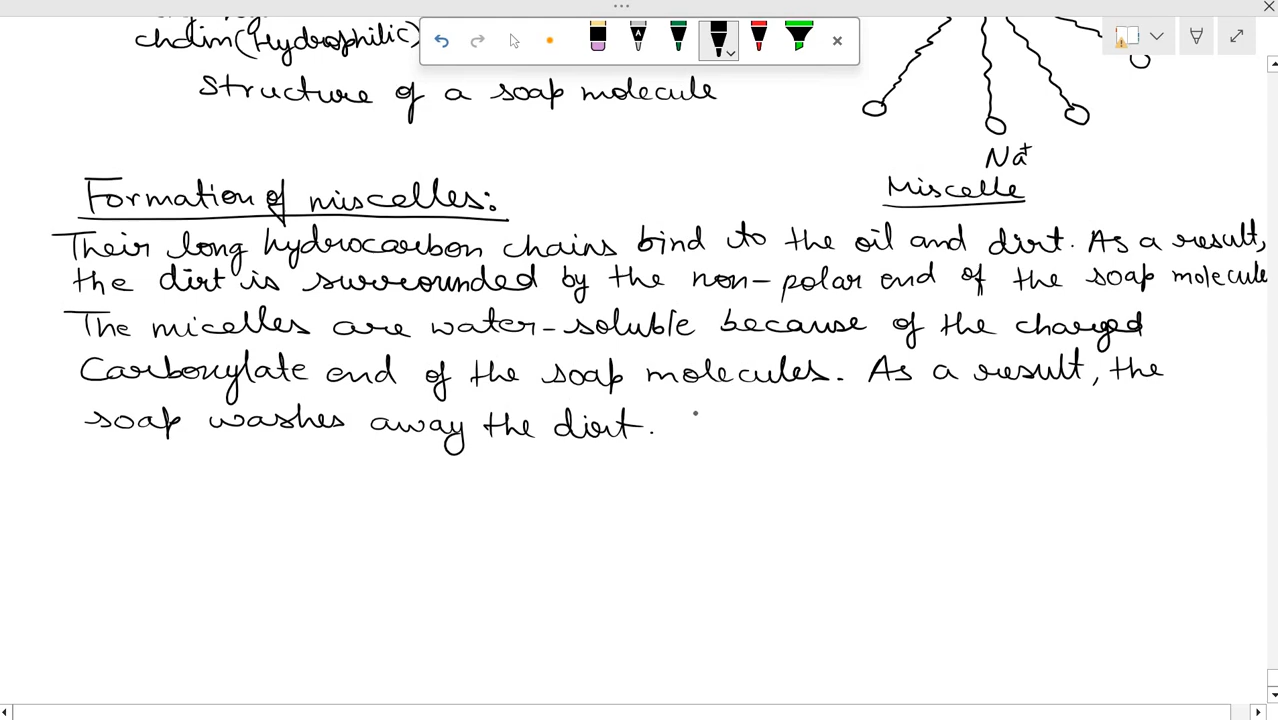 chain(Hydrophilic)
Structure of a soap molecule
Na+
Miscelle
Formation of miscelles:
Their long hydrocarbon chains bind to the oil and dirt. As a result,
the dirt is surrounded by the non-polar end of the soap molecule
The micelles are water-soluble because of the charged
Carboxylate end of the soap molecules. As a result, the
soap washes away the dirt.